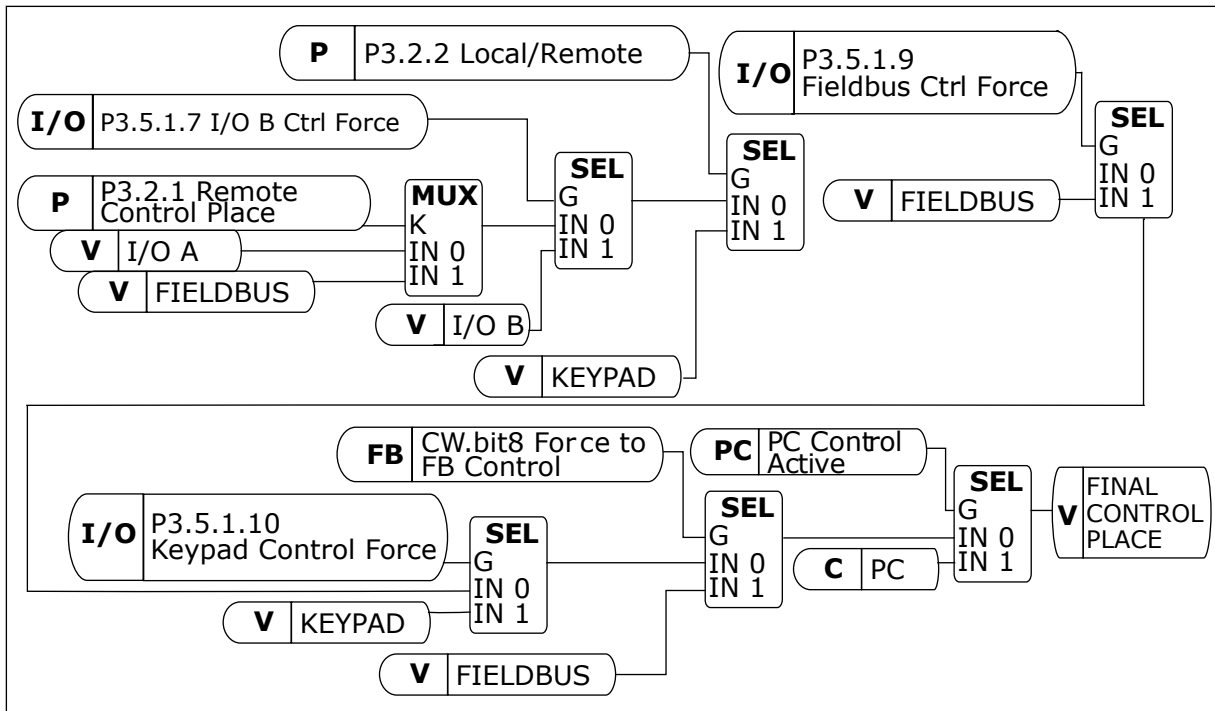 P P3.2.2 Local/Remote
I/O P3.5.1.9
Fieldbus Ctrl Force
I/O P3.5.1.7 I/O B Ctrl Force
P P3.2.1 Remote
Control Place
V I/O A
V FIELDBUS
MUX
K
IN 0
IN 1
SEL
G
IN 0
IN 1
V I/O B
SEL
G
IN 0
IN 1
V KEYPAD
V FIELDBUS
SEL
G
IN 0
IN 1
FB CW.bit8 Force to
FB Control
PC PC Control
Active
I/O P3.5.1.10
Keypad Control Force
V KEYPAD
SEL
G
IN 0
IN 1
V FIELDBUS
SEL
G
IN 0
IN 1
C PC
SEL
G
IN 0
IN 1
V FINAL
CONTROL
PLACE